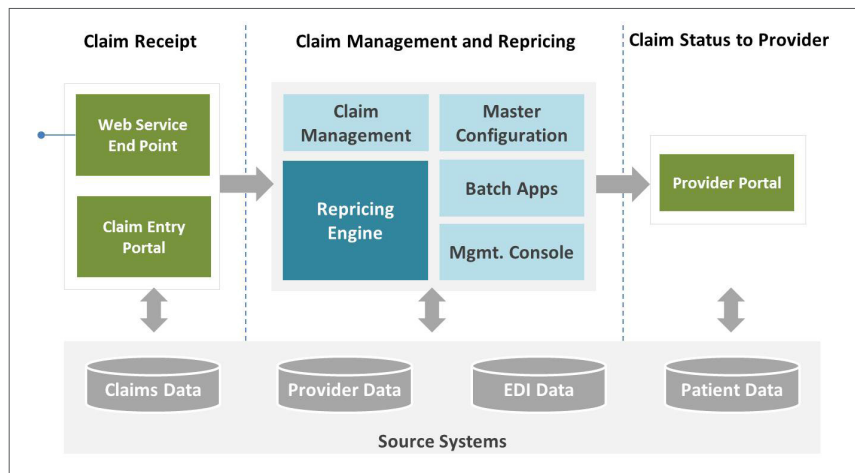 Claim Receipt
Claim Management and Repricing
Claim Status to Provider
Web Service
End Point
Claim Entry
Portal
Claim
Management
Master
Configuration
Repricing
Engine
Batch Apps
Mgmt. Console
Provider Portal
Claims Data
Provider Data
EDI Data
Patient Data
Source Systems